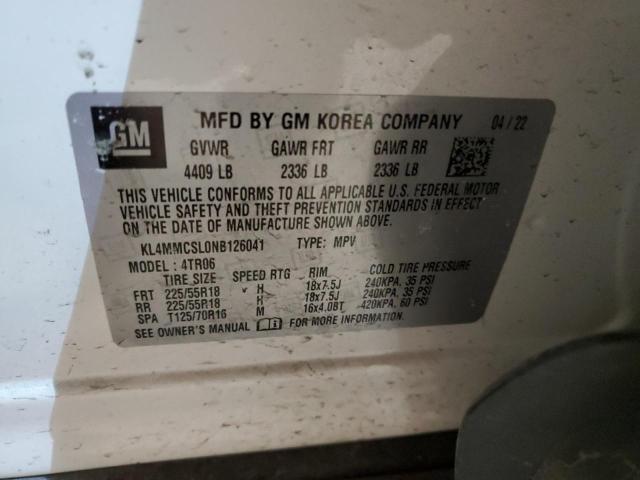 GM
MFD BY GM KOREA COMPANY 04 / 22
GVWR GAWR FRT GAWR RR
4409 LB 2336 LB 2336 LB
THIS VEHICLE CONFORMS TO ALL APPLICABLE U.S. FEDERAL MOTOR
VEHICLE SAFETY AND THEFT PREVENTION STANDARDS IN EFFECT ON
THE DATE OF MANUFACTURE SHOWN ABOVE.
KL4MMCSL0NB126041 TYPE: MPV
MODEL : 4TR06
TIRE SIZE SPEED RTG RIM COLD TIRE PRESSURE
FRT 225/55R18 H 18x7.5J 240KPA, 35 PSI
RR 225/55R18 H 18x7.5J 240KPA, 35 PSI
SPA T125/70R16 M 16x4.0BT 420KPA, 60 PSI
SEE OWNER'S MANUAL FOR MORE INFORMATION.